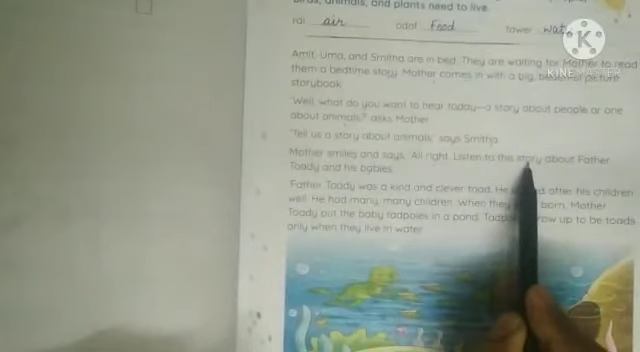 birds, animals, and plants need to live.
rai air odof Food tawer wat
KINEMASTER
Amit, Uma, and Smitha are in bed. They are waiting for Mother to read
them a bedtime story. Mother comes in with a big, beautiful picture
storybook.
'Well, what do you want to hear today—a story about people or one
about animals?' asks Mother.
'Tell us a story about animals,' says Smitha.
Mother smiles and says, 'All right. Listen to this story about Father
Toady and his babies.
Father Toady was a kind and clever toad. He after his children
well. He had many, many children. When they born, Mother
Toady put the baby tadpoles in a pond. row up to be toads
only when they live in water.